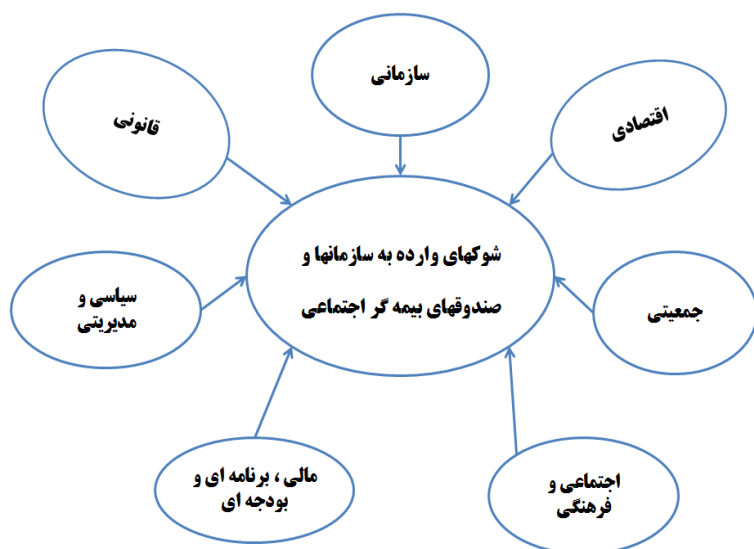 سازمانی
اقتصادی
قانونی
شوکهای وارده به سازمانها و
صندوقهای بیمه گر اجتماعی
جمعیتی
سیاسی و
مدیریتی
اجتماعی و
فرهنگی
مالی ، برنامه ای و
بودجه ای